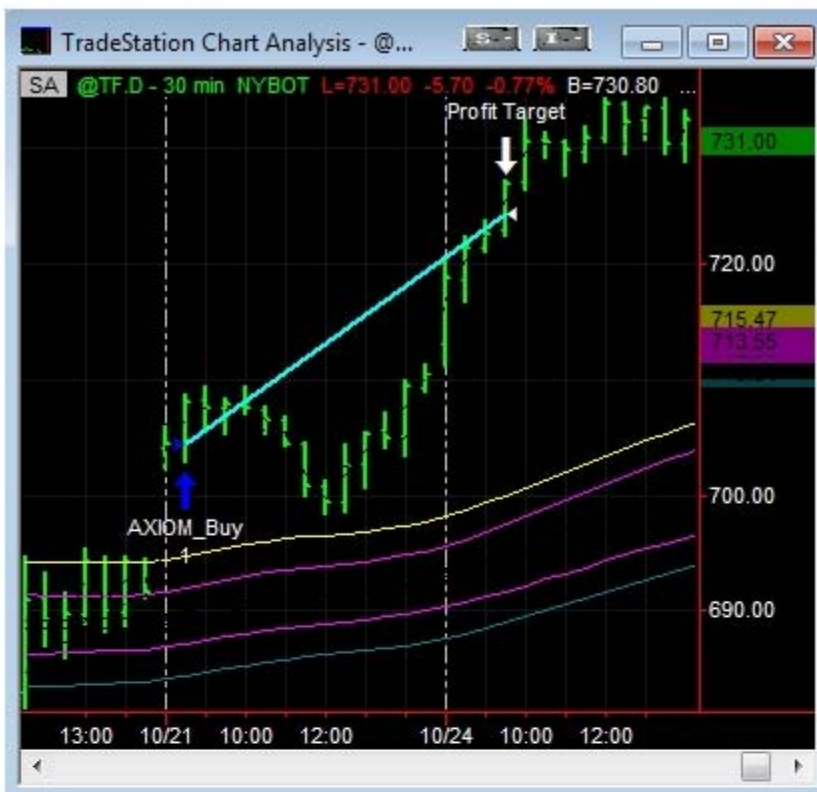 TradeStation Chart Analysis - @...
SA @TF.D - 30 min NYBOT L=731.00 -5.70 -0.77% B=730.80 ...
Profit Target
731.00
720.00
715.47
713.55
700.00
AXIOM_Buy
1
690.00
13:00 10/21 10:00 12:00 10/24 10:00 12:00